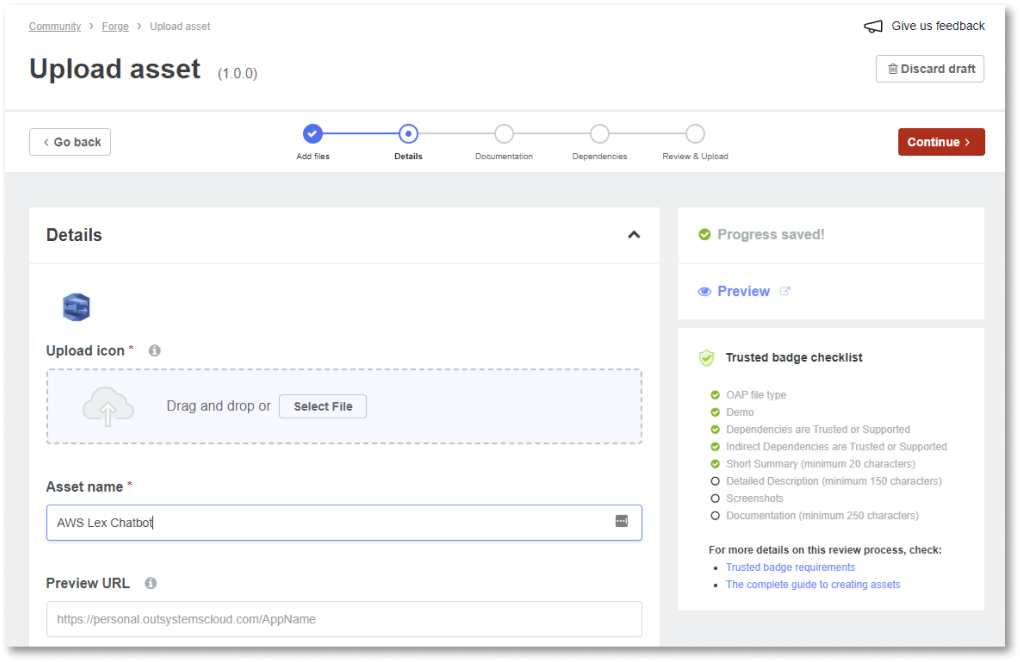 Community > Forge > Upload asset
Give us feedback
Upload asset (1.0.0)
Discard draft
< Go back
Add files
Details
Documentation
Dependencies
Review & Upload
Continue >
Details
Progress saved!
Preview
Upload icon *
Drag and drop or Select File
Trusted badge checklist
OAP file type
Demo
Dependencies are Trusted or Supported
Indirect Dependencies are Trusted or Supported
Short Summary (minimum 20 characters)
Detailed Description (minimum 150 characters)
Screenshots
Documentation (minimum 250 characters)
For more details on this review process, check:
• Trusted badge requirements
• The complete guide to creating assets
Asset name *
AWS Lex Chatbot
Preview URL
https://personal.outsystemscloud.com/AppName